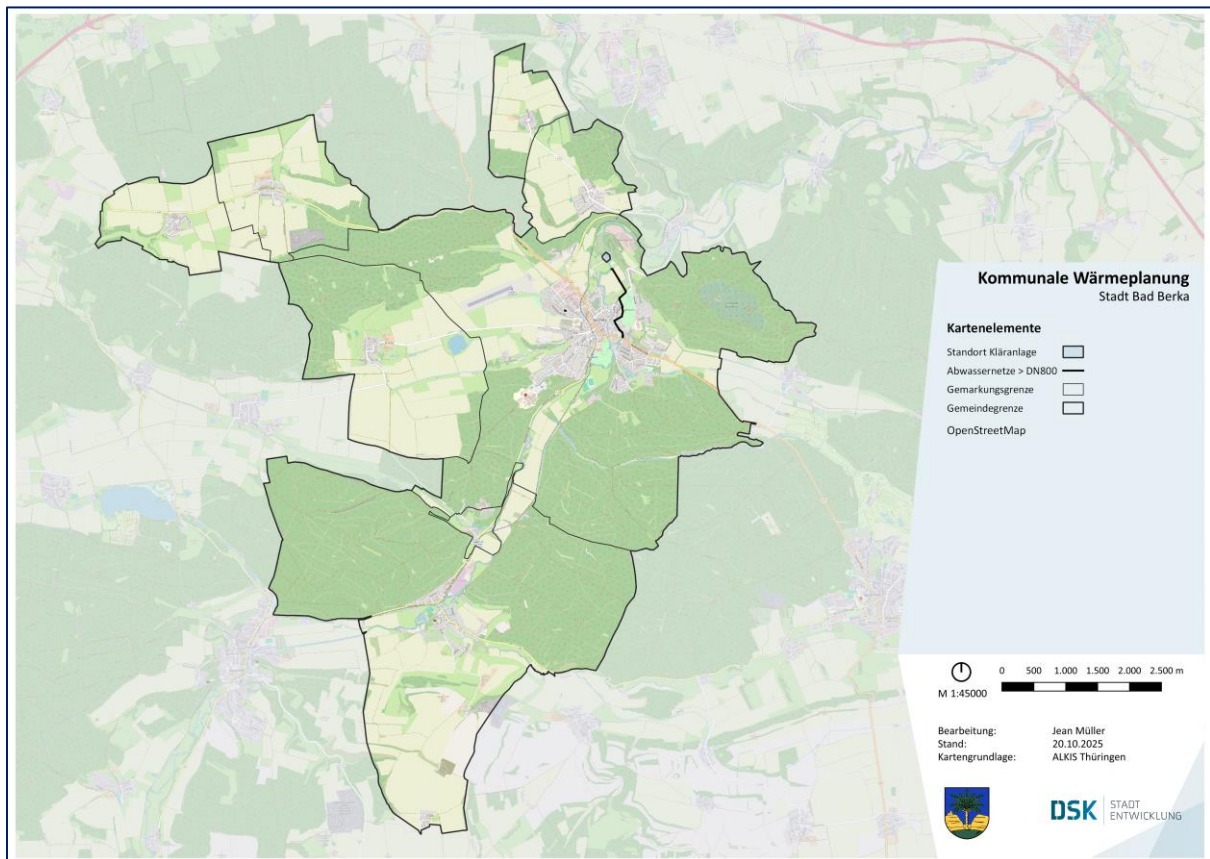 Kommunale Wärmeplanung
Stadt Bad Berka
Kartenelemente
Standort Kläranlage
Abwassernetze > DN800
Gemarkungsgrenze
Gemeindegrenze
OpenStreetMap
0 500 1.000 1.500 2.000 2.500 m
M 1:45000
Bearbeitung: Jean Müller
Stand: 20.10.2025
Kartengrundlage: ALKIS Thüringen
DSK STADT
ENTWICKLUNG